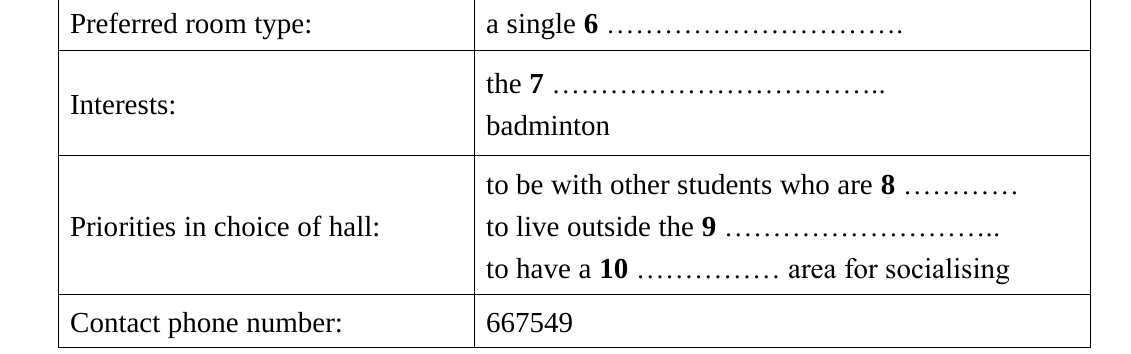 Preferred room type:
a single 6 …………………………….
Interests:
the 7 ……………………………..
badminton
Priorities in choice of hall:
to be with other students who are 8 …………
to live outside the 9 ………………………..
to have a 10 …………… area for socialising
Contact phone number:
667549